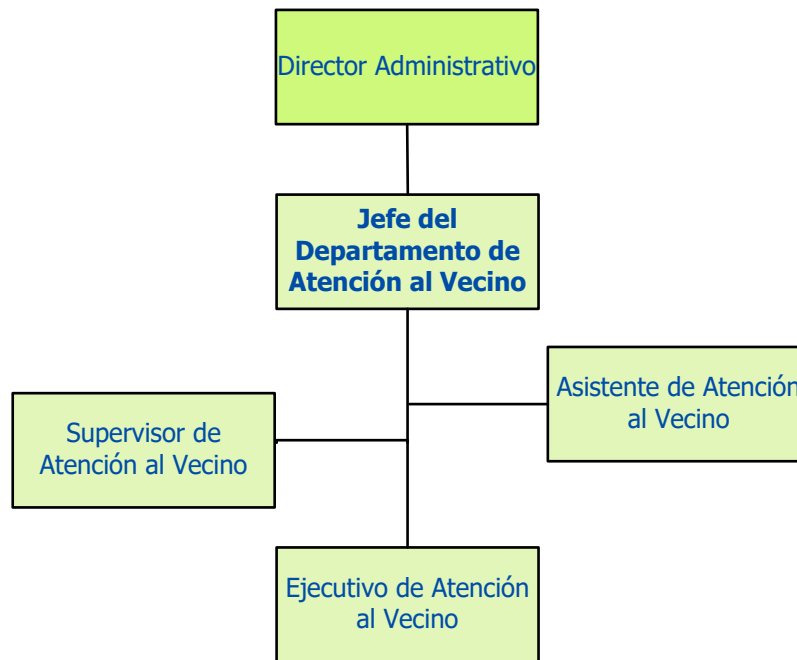 Director Administrativo
Jefe del
Departamento de
Atención al Vecino
Asistente de Atención
al Vecino
Supervisor de
Atención al Vecino
Ejecutivo de Atención
al Vecino